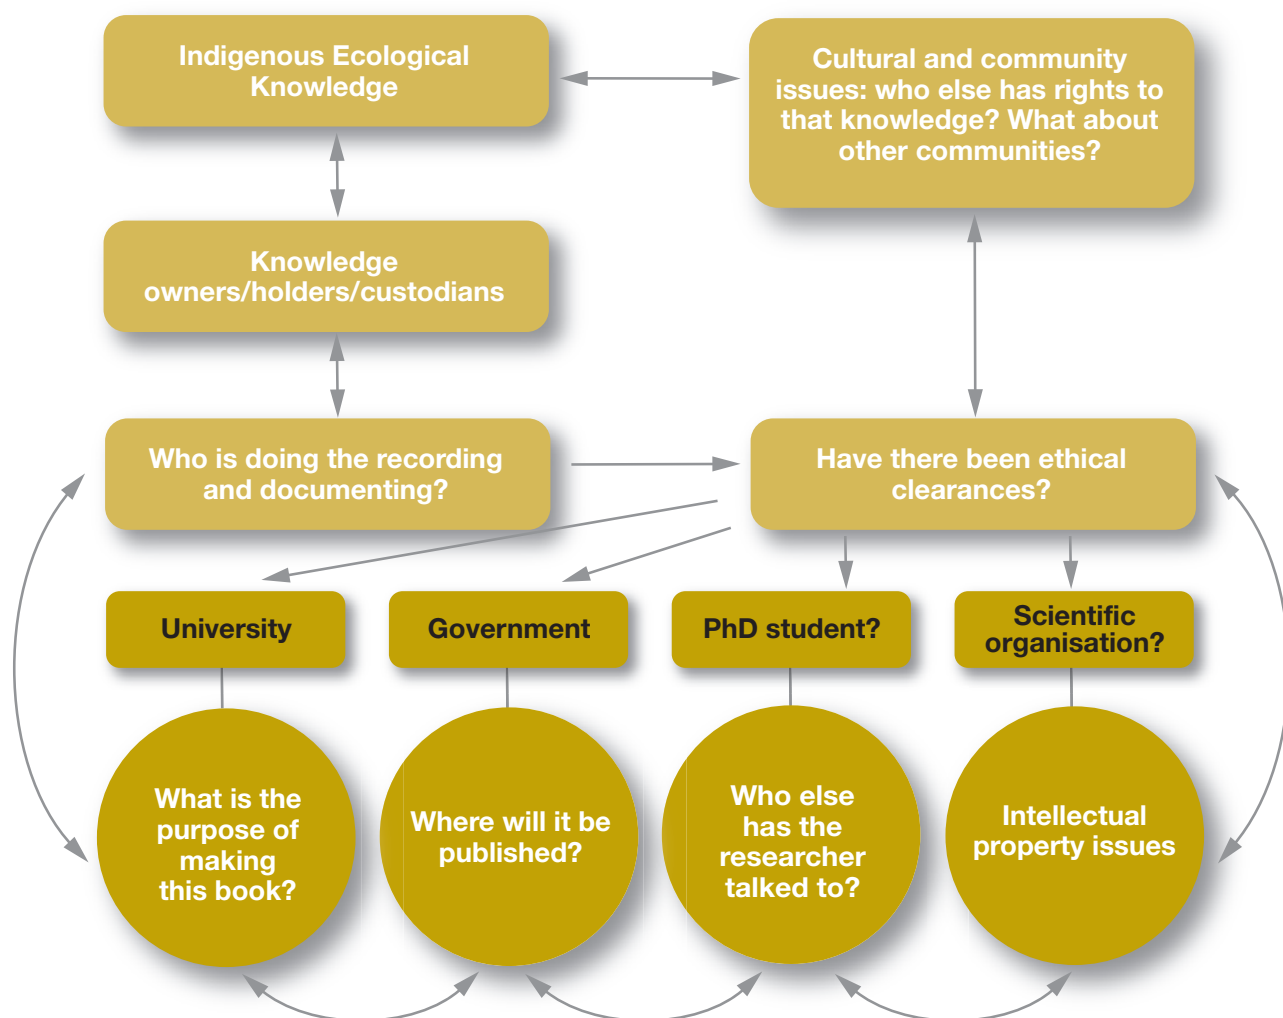 Indigenous Ecological
Knowledge
Cultural and community
issues: who else has rights to
that knowledge? What about
other communities?
Knowledge
owners/holders/custodians
Who is doing the recording
and documenting?
Have there been ethical
clearances?
University
Government
PhD student?
Scientific
organisation?
What is the
purpose of
making
this book?
Where will it be
published?
Who else
has the
researcher
talked to?
Intellectual
property issues